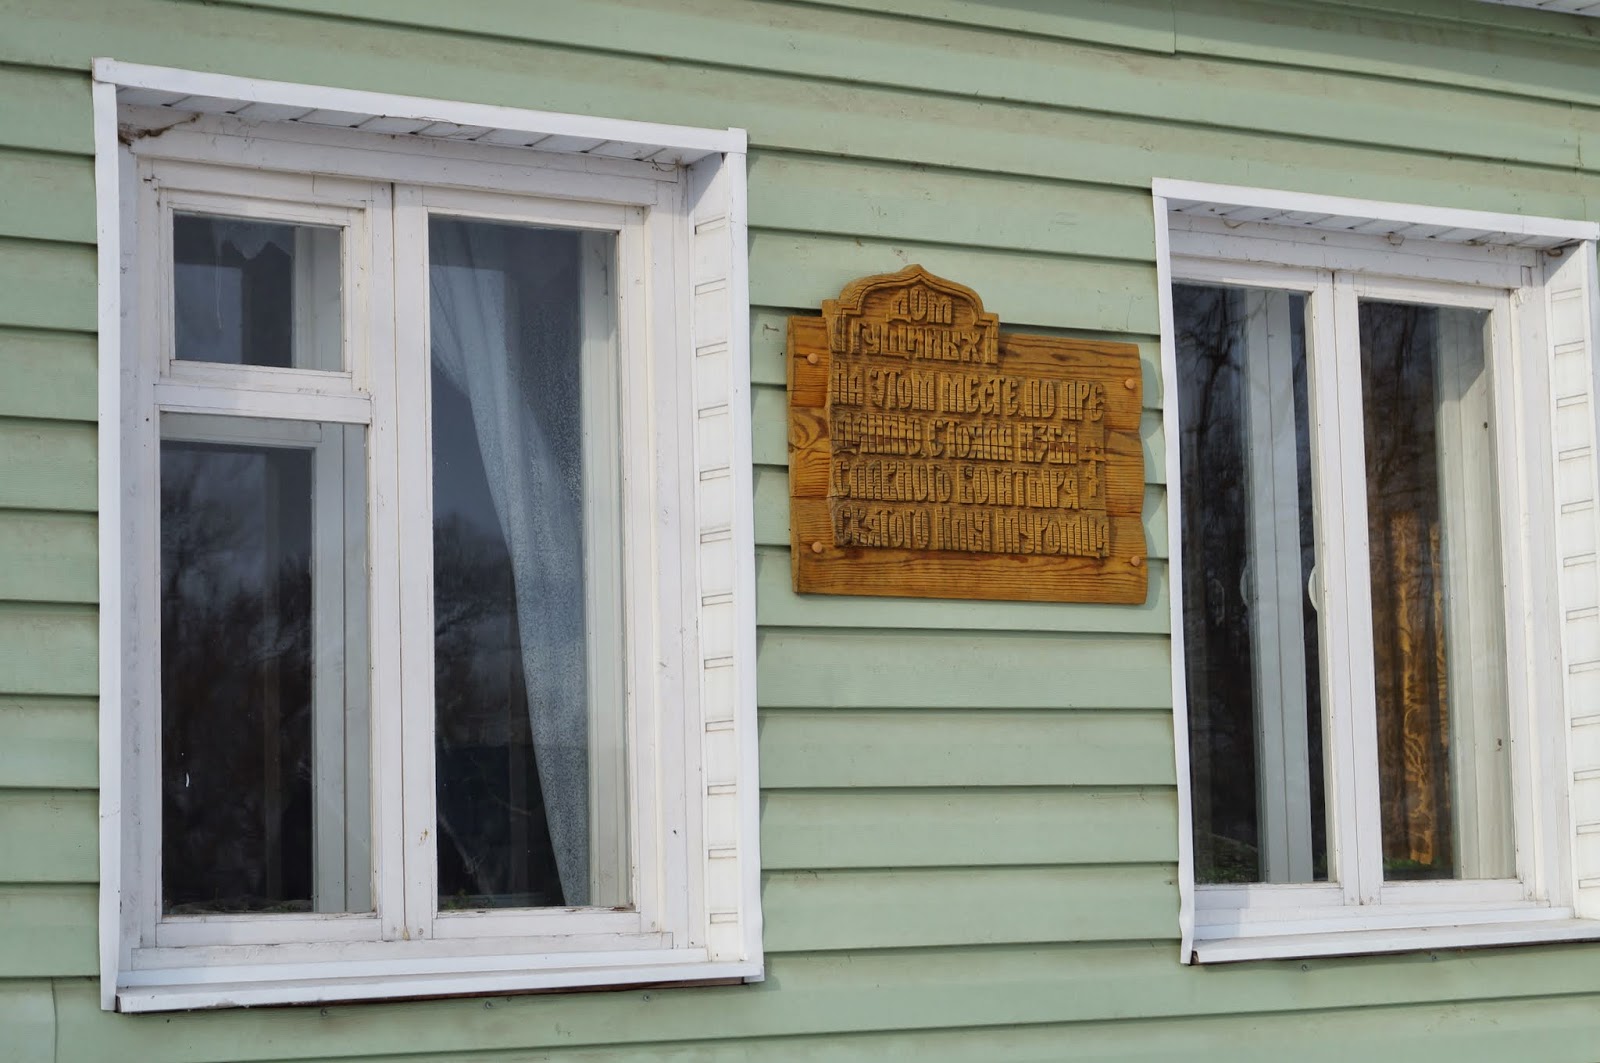 ДОМ
ГУЩИНЫХ
НА ЭТОМ МЕСТЕ, ПО ПРЕ
ДАНИЮ, СТОЯЛА ИЗБА
СЛАВНОГО БОГАТЫРЯ
СВЯТОГО ИЛЬИ МУРОМЦА